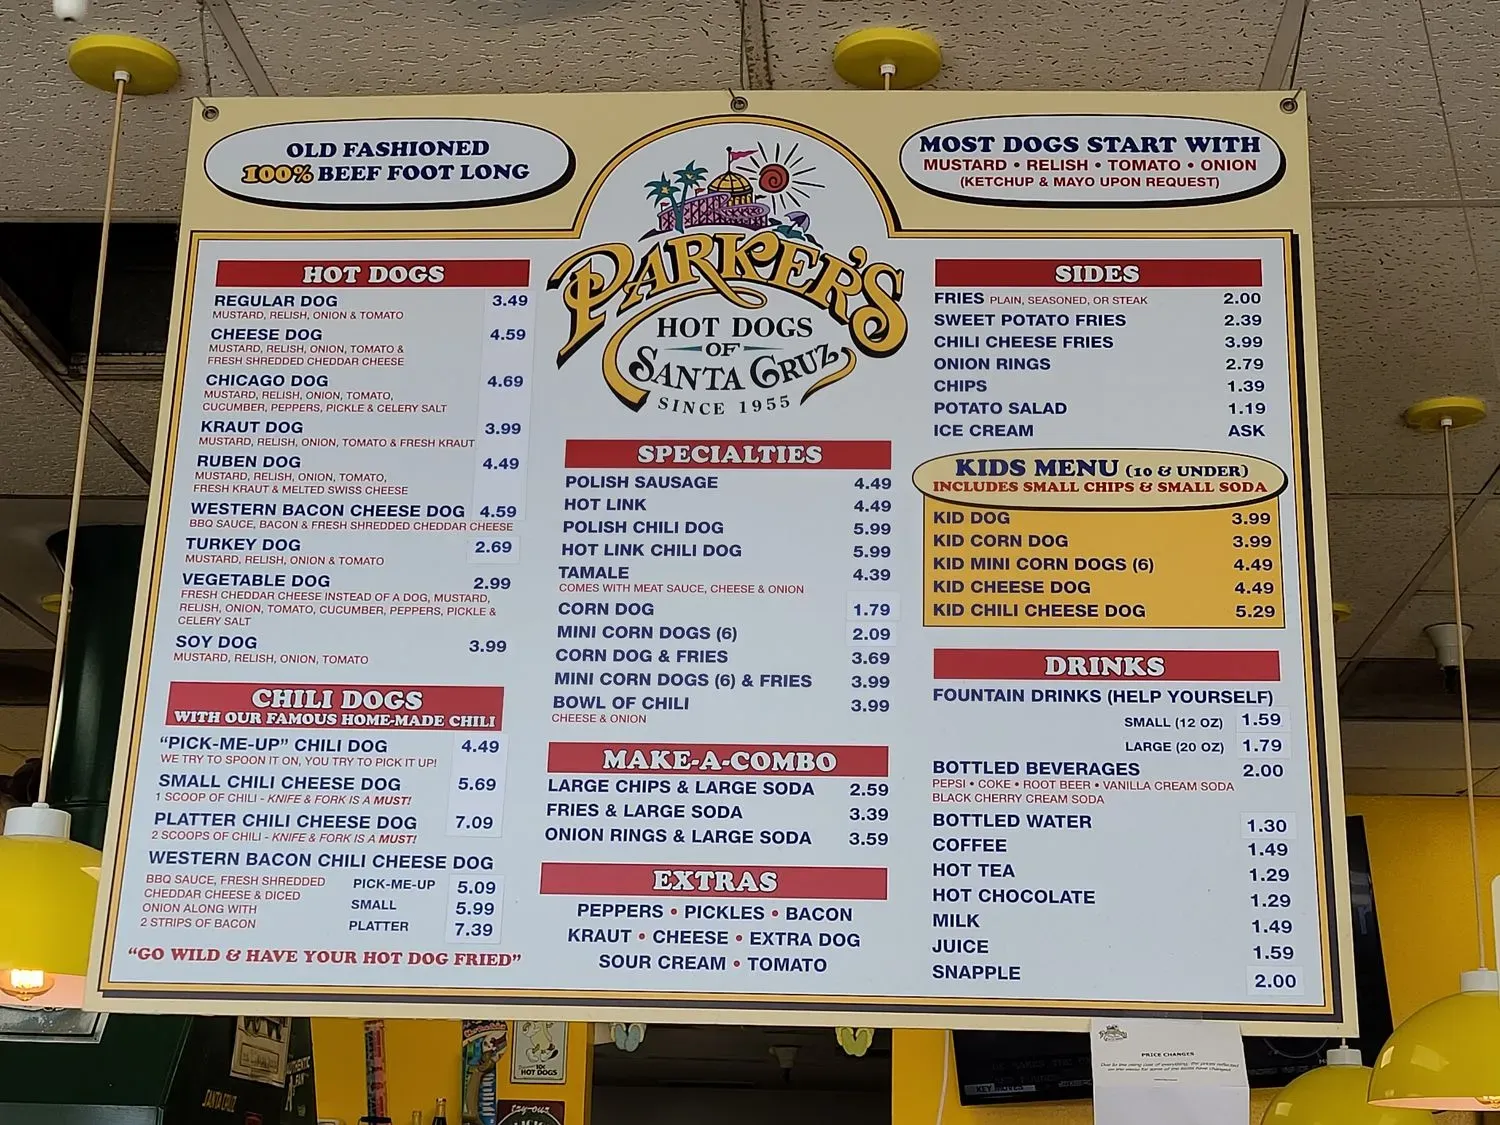 OLD FASHIONED
100% BEEF FOOT LONG
PARKER'S
HOT DOGS
OF
SANTA CRUZ
SINCE 1955
MOST DOGS START WITH
MUSTARD • RELISH • TOMATO • ONION
(KETCHUP & MAYO UPON REQUEST)
HOT DOGS
REGULAR DOG 3.49
MUSTARD, RELISH, ONION & TOMATO
CHEESE DOG 4.59
MUSTARD, RELISH, ONION, TOMATO &
FRESH SHREDDED CHEDDAR CHEESE
CHICAGO DOG 4.69
MUSTARD, RELISH, ONION, TOMATO,
CUCUMBER, PEPPERS, PICKLE & CELERY SALT
KRAUT DOG 3.99
MUSTARD, RELISH, ONION, TOMATO & FRESH KRAUT
RUBEN DOG 4.49
MUSTARD, RELISH, ONION, TOMATO,
FRESH KRAUT & MELTED SWISS CHEESE
WESTERN BACON CHEESE DOG 4.59
BBQ SAUCE, BACON & FRESH SHREDDED CHEDDAR CHEESE
TURKEY DOG 2.69
MUSTARD, RELISH, ONION & TOMATO
VEGETABLE DOG 2.99
FRESH CHEDDAR CHEESE INSTEAD OF A DOG, MUSTARD,
RELISH, ONION, TOMATO, CUCUMBER, PEPPERS, PICKLE &
CELERY SALT
SOY DOG 3.99
MUSTARD, RELISH, ONION, TOMATO
CHILI DOGS
WITH OUR FAMOUS HOME-MADE CHILI
"PICK-ME-UP" CHILI DOG 4.49
WE TRY TO SPOON IT ON, YOU TRY TO PICK IT UP!
SMALL CHILI CHEESE DOG 5.69
1 SCOOP OF CHILI - KNIFE & FORK IS A MUST!
PLATTER CHILI CHEESE DOG 7.09
2 SCOOPS OF CHILI - KNIFE & FORK IS A MUST!
WESTERN BACON CHILI CHEESE DOG
BBQ SAUCE, FRESH SHREDDED
CHEDDAR CHEESE & DICED
ONION ALONG WITH
2 STRIPS OF BACON
PICK-ME-UP 5.09
SMALL 5.99
PLATTER 7.39
"GO WILD & HAVE YOUR HOT DOG FRIED"
SPECIALTIES
POLISH SAUSAGE 4.49
HOT LINK 4.49
POLISH CHILI DOG 5.99
HOT LINK CHILI DOG 5.99
TAMALE 4.39
COMES WITH MEAT SAUCE, CHEESE & ONION
CORN DOG 1.79
MINI CORN DOGS (6) 2.09
CORN DOG & FRIES 3.69
MINI CORN DOGS (6) & FRIES 3.99
BOWL OF CHILI 3.99
CHEESE & ONION
MAKE-A-COMBO
LARGE CHIPS & LARGE SODA 2.59
FRIES & LARGE SODA 3.39
ONION RINGS & LARGE SODA 3.59
EXTRAS
PEPPERS • PICKLES • BACON
KRAUT • CHEESE • EXTRA DOG
SOUR CREAM • TOMATO
SIDES
FRIES PLAIN, SEASONED, OR STEAK 2.00
SWEET POTATO FRIES 2.39
CHILI CHEESE FRIES 3.99
ONION RINGS 2.79
CHIPS 1.39
POTATO SALAD 1.19
ICE CREAM ASK
KIDS MENU (10 & UNDER)
INCLUDES SMALL CHIPS & SMALL SODA
KID DOG 3.99
KID CORN DOG 3.99
KID MINI CORN DOGS (6) 4.49
KID CHEESE DOG 4.49
KID CHILI CHEESE DOG 5.29
DRINKS
FOUNTAIN DRINKS (HELP YOURSELF)
SMALL (12 OZ) 1.59
LARGE (20 OZ) 1.79
BOTTLED BEVERAGES 2.00
PEPSI • COKE • ROOT BEER • VANILLA CREAM SODA
BLACK CHERRY CREAM SODA
BOTTLED WATER 1.30
COFFEE 1.49
HOT TEA 1.29
HOT CHOCOLATE 1.29
MILK 1.49
JUICE 1.59
SNAPPLE 2.00
PRICE CHANGES
SANTA CRUZ
10¢
HOT DOGS
KEY